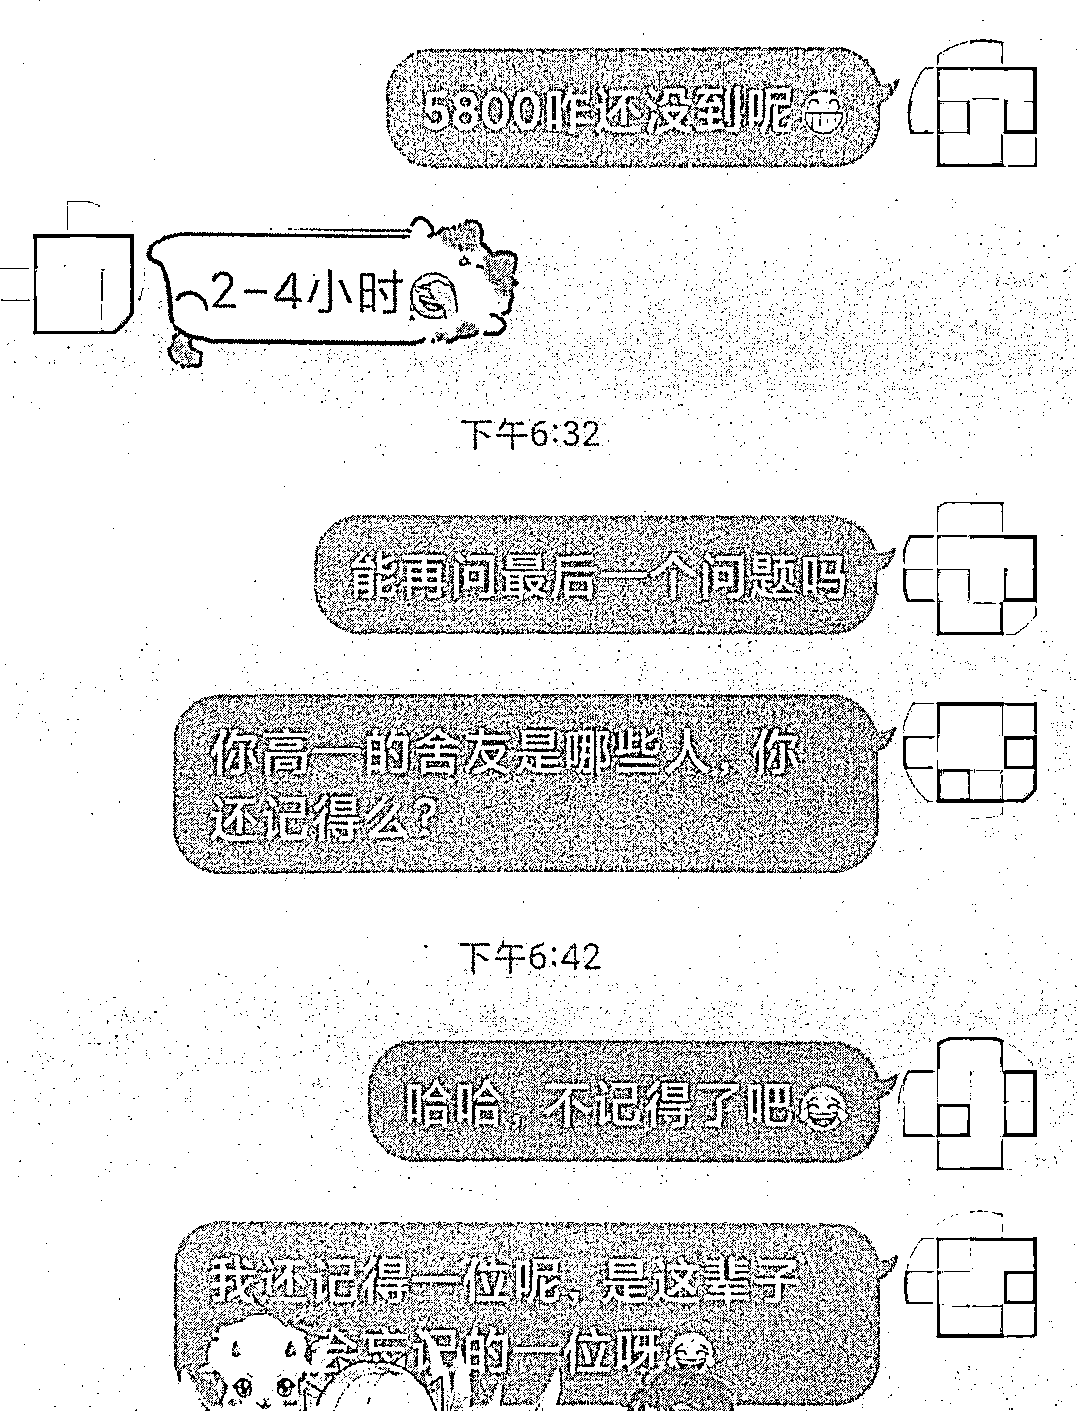 5800咋还没到呢😁
2-4小时
下午6:32
能再问最后一个问题吗
你高一的舍友是哪些人，你
还记得么？
下午6:42
哈哈，不记得了吧😂
我还记得一位呢，是这辈子
会忘记的一位呀😂